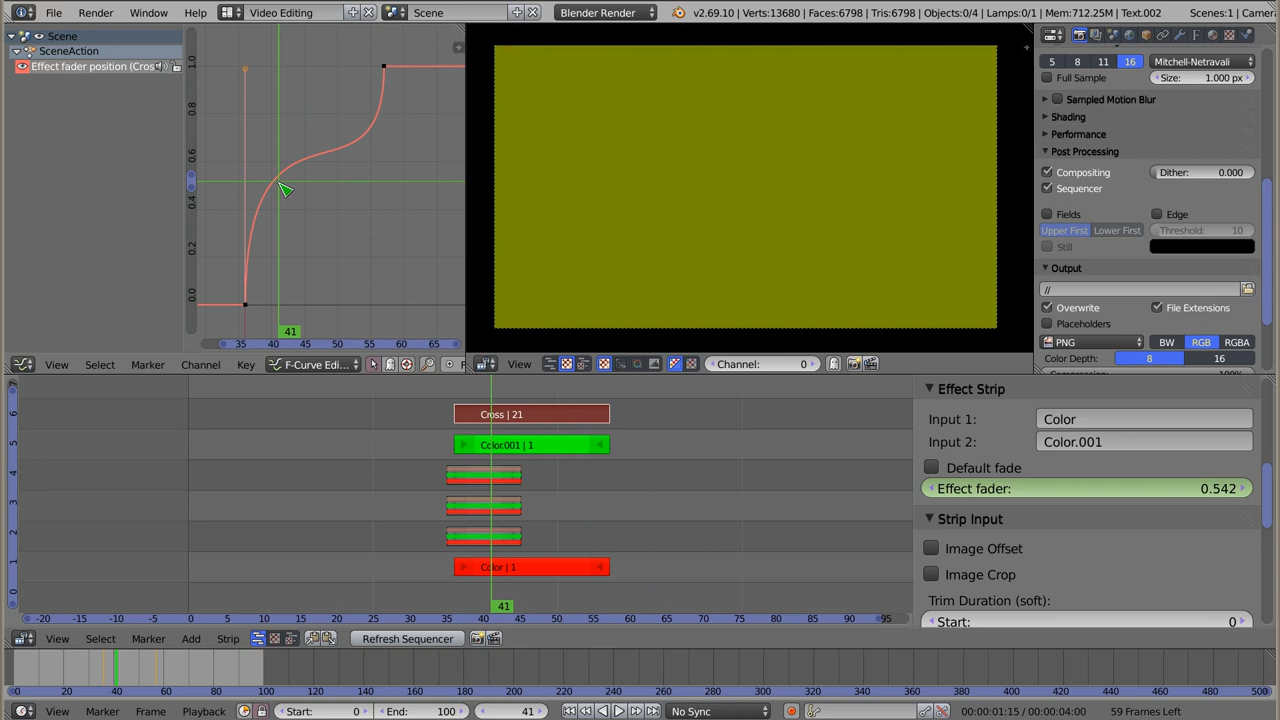 File Render Window Help Video Editing Scene Blender Render v2.69.10 | Verts:13680 | Faces:6798 | Tris:6798 | Objects:0/4 | Lamps:0/1 | Mem:712.25M | Text.002 Scenes:1 | Camer
Scene
SceneAction
Effect fader position (Cros
1.0
0.8
0.6
0.4
0.2
0.0
41
35 40 45 50 55 60 65
View Select Marker Channel Key F-Curve Edi... F
View Channel: 0
5 8 11 16 Mitchell-Netravali
Full Sample Size: 1.000 px
Sampled Motion Blur
Shading
Performance
Post Processing
Compositing Dither: 0.000
Sequencer
Fields Edge
Upper First Lower First Threshold: 10
Still
Output
//
Overwrite File Extensions
Placeholders
PNG BW RGB RGBA
Color Depth: 8 16
6
5
4
3
2
1
0
Cross | 21
Color.001 | 1
Color | 1
41
-20 -15 -10 -5 0 5 10 15 20 25 30 35 40 45 50 55 60 65 70 75 80 85 90 95
View Select Marker Add Strip Refresh Sequencer
Effect Strip
Input 1: Color
Input 2: Color.001
Default fade
Effect fader: 0.542
Strip Input
Image Offset
Image Crop
Trim Duration (soft):
Start: 0
0 20 40 60 80 100 120 140 160 180 200 220 240 260 280 300 320 340 360 380 400 420 440 460 480 500
View Marker Frame Playback Start: 0 End: 100 41 No Sync 00:00:01:15 / 00:00:04:00 59 Frames Left